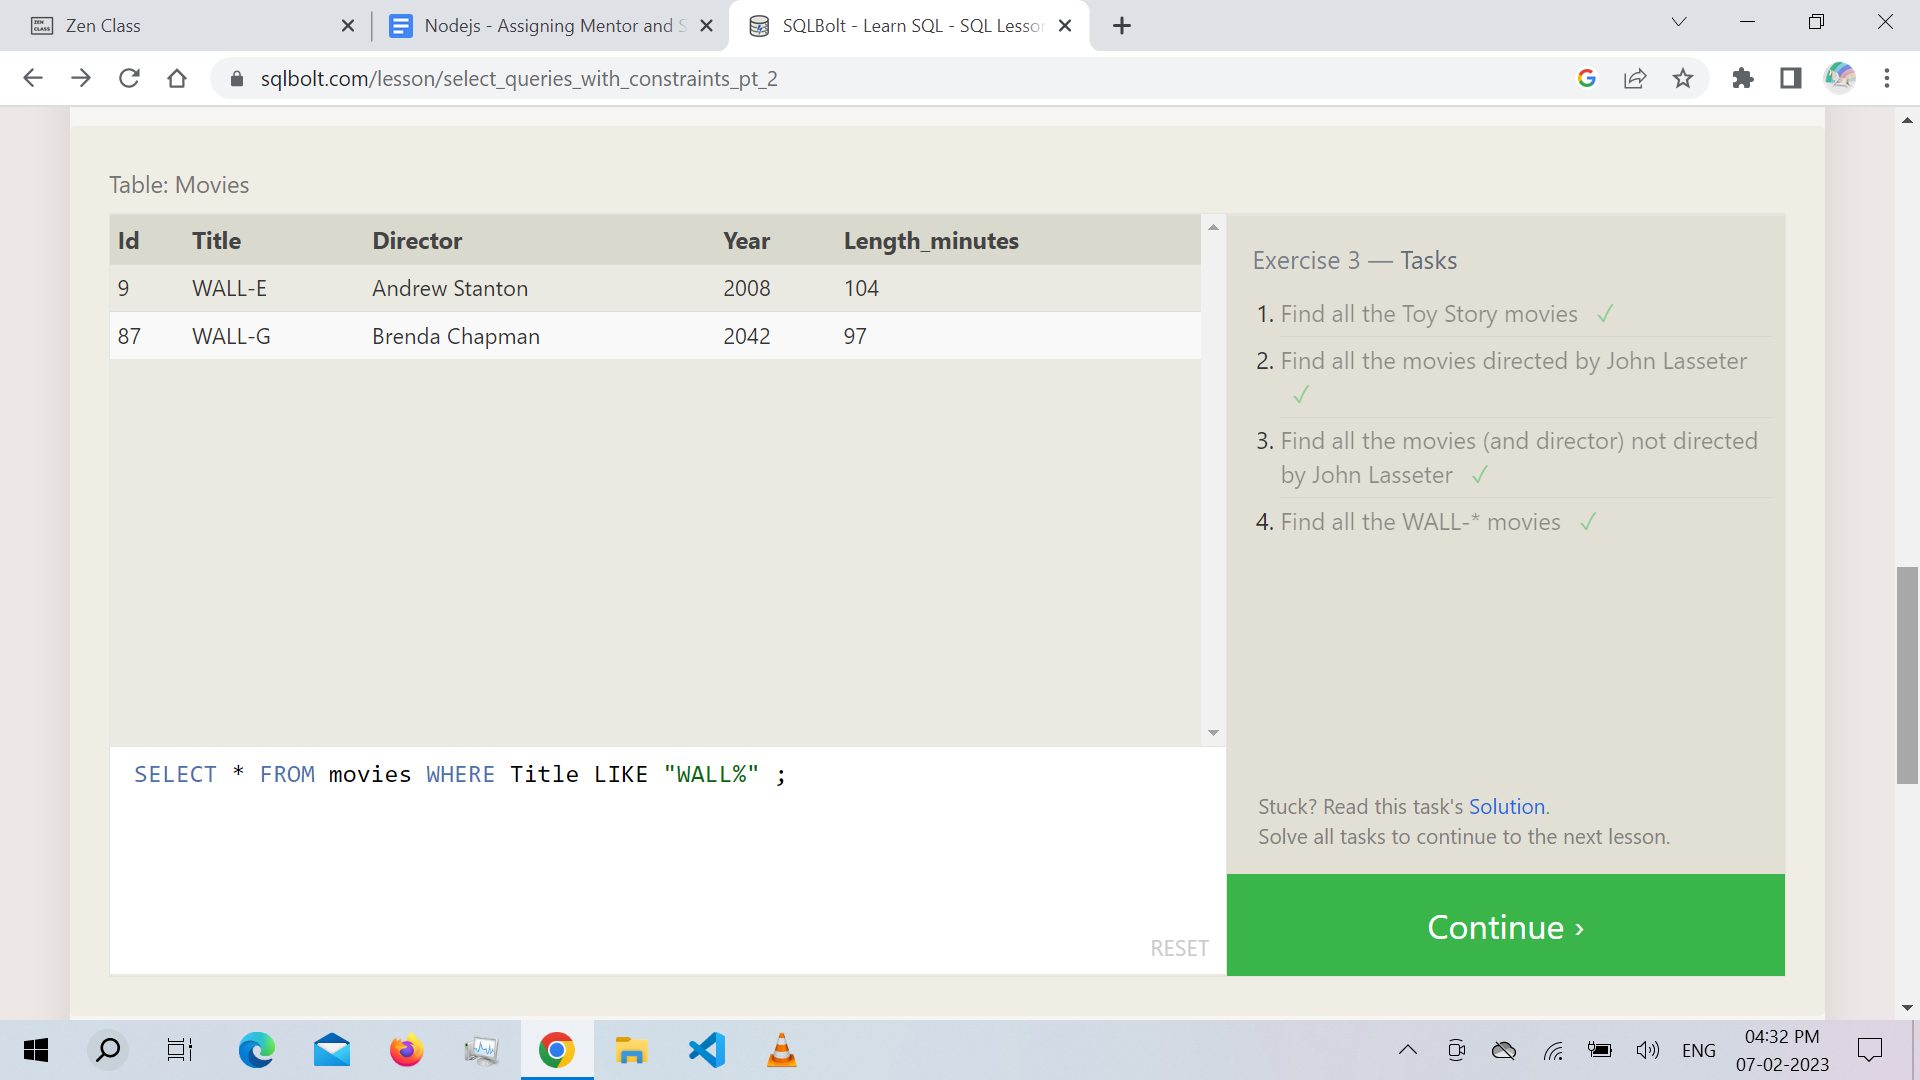 Zen Class
Nodejs - Assigning Mentor and S
SQLBolt - Learn SQL - SQL Lesson
sqlbolt.com/lesson/select_queries_with_constraints_pt_2
Table: Movies
Id Title Director Year Length_minutes
9 WALL-E Andrew Stanton 2008 104
87 WALL-G Brenda Chapman 2042 97
SELECT * FROM movies WHERE Title LIKE "WALL%" ;
RESET
Exercise 3 — Tasks
1. Find all the Toy Story movies ✓
2. Find all the movies directed by John Lasseter
✓
3. Find all the movies (and director) not directed
by John Lasseter ✓
4. Find all the WALL-* movies ✓
Stuck? Read this task's Solution.
Solve all tasks to continue to the next lesson.
Continue ›
ENG
04:32 PM
07-02-2023